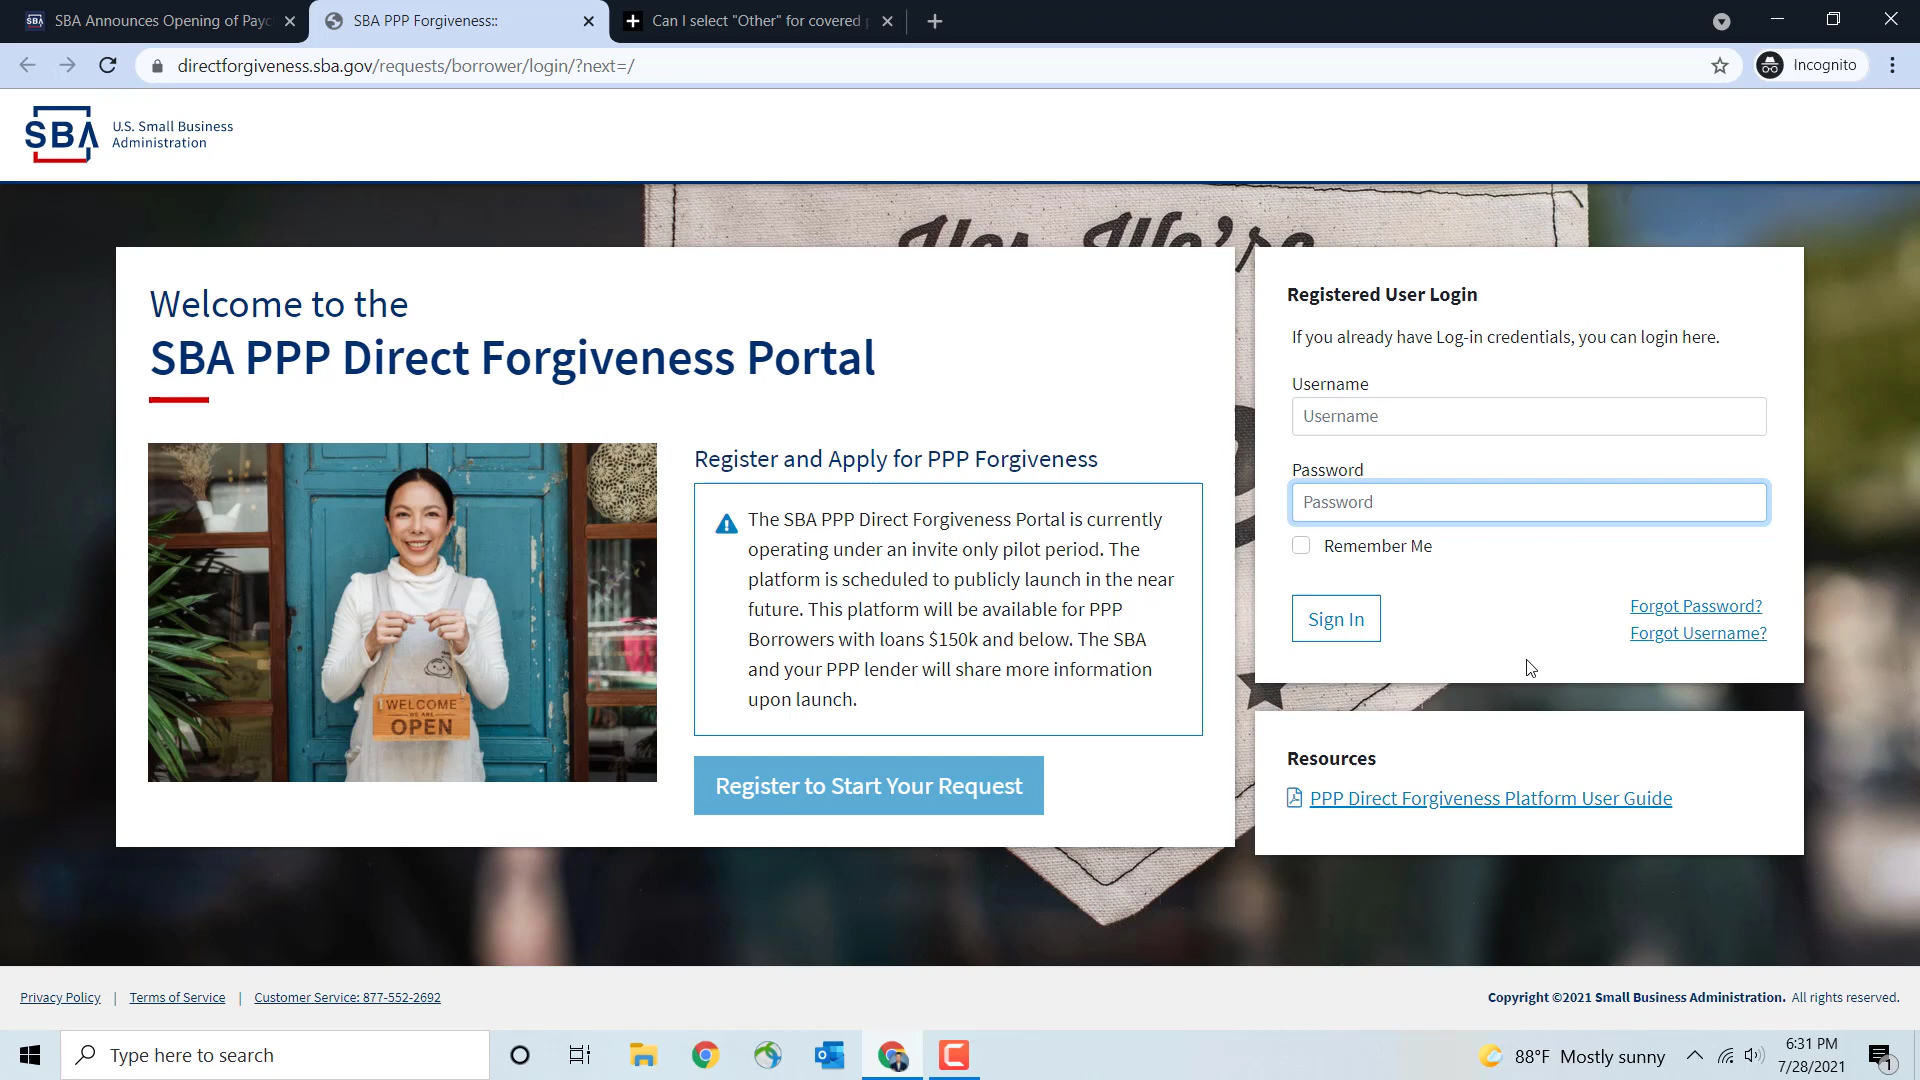 SBA Announces Opening of Payc
SBA PPP Forgiveness::
Can I select "Other" for covered p
directforgiveness.sba.gov/requests/borrower/login/?next=/
Incognito
SBA
U.S. Small Business
Administration
Yes, We're
Welcome to the
SBA PPP Direct Forgiveness Portal
WELCOME
WE ARE
OPEN
Register and Apply for PPP Forgiveness
The SBA PPP Direct Forgiveness Portal is currently
operating under an invite only pilot period. The
platform is scheduled to publicly launch in the near
future. This platform will be available for PPP
Borrowers with loans $150k and below. The SBA
and your PPP lender will share more information
upon launch.
Register to Start Your Request
Registered User Login
If you already have Log-in credentials, you can login here.
Username
Username
Password
Password
Remember Me
Sign In
Forgot Password?
Forgot Username?
Resources
PPP Direct Forgiveness Platform User Guide
Privacy Policy | Terms of Service | Customer Service: 877-552-2692
Copyright ©2021 Small Business Administration. All rights reserved.
Type here to search
88°F Mostly sunny
6:31 PM
7/28/2021
1